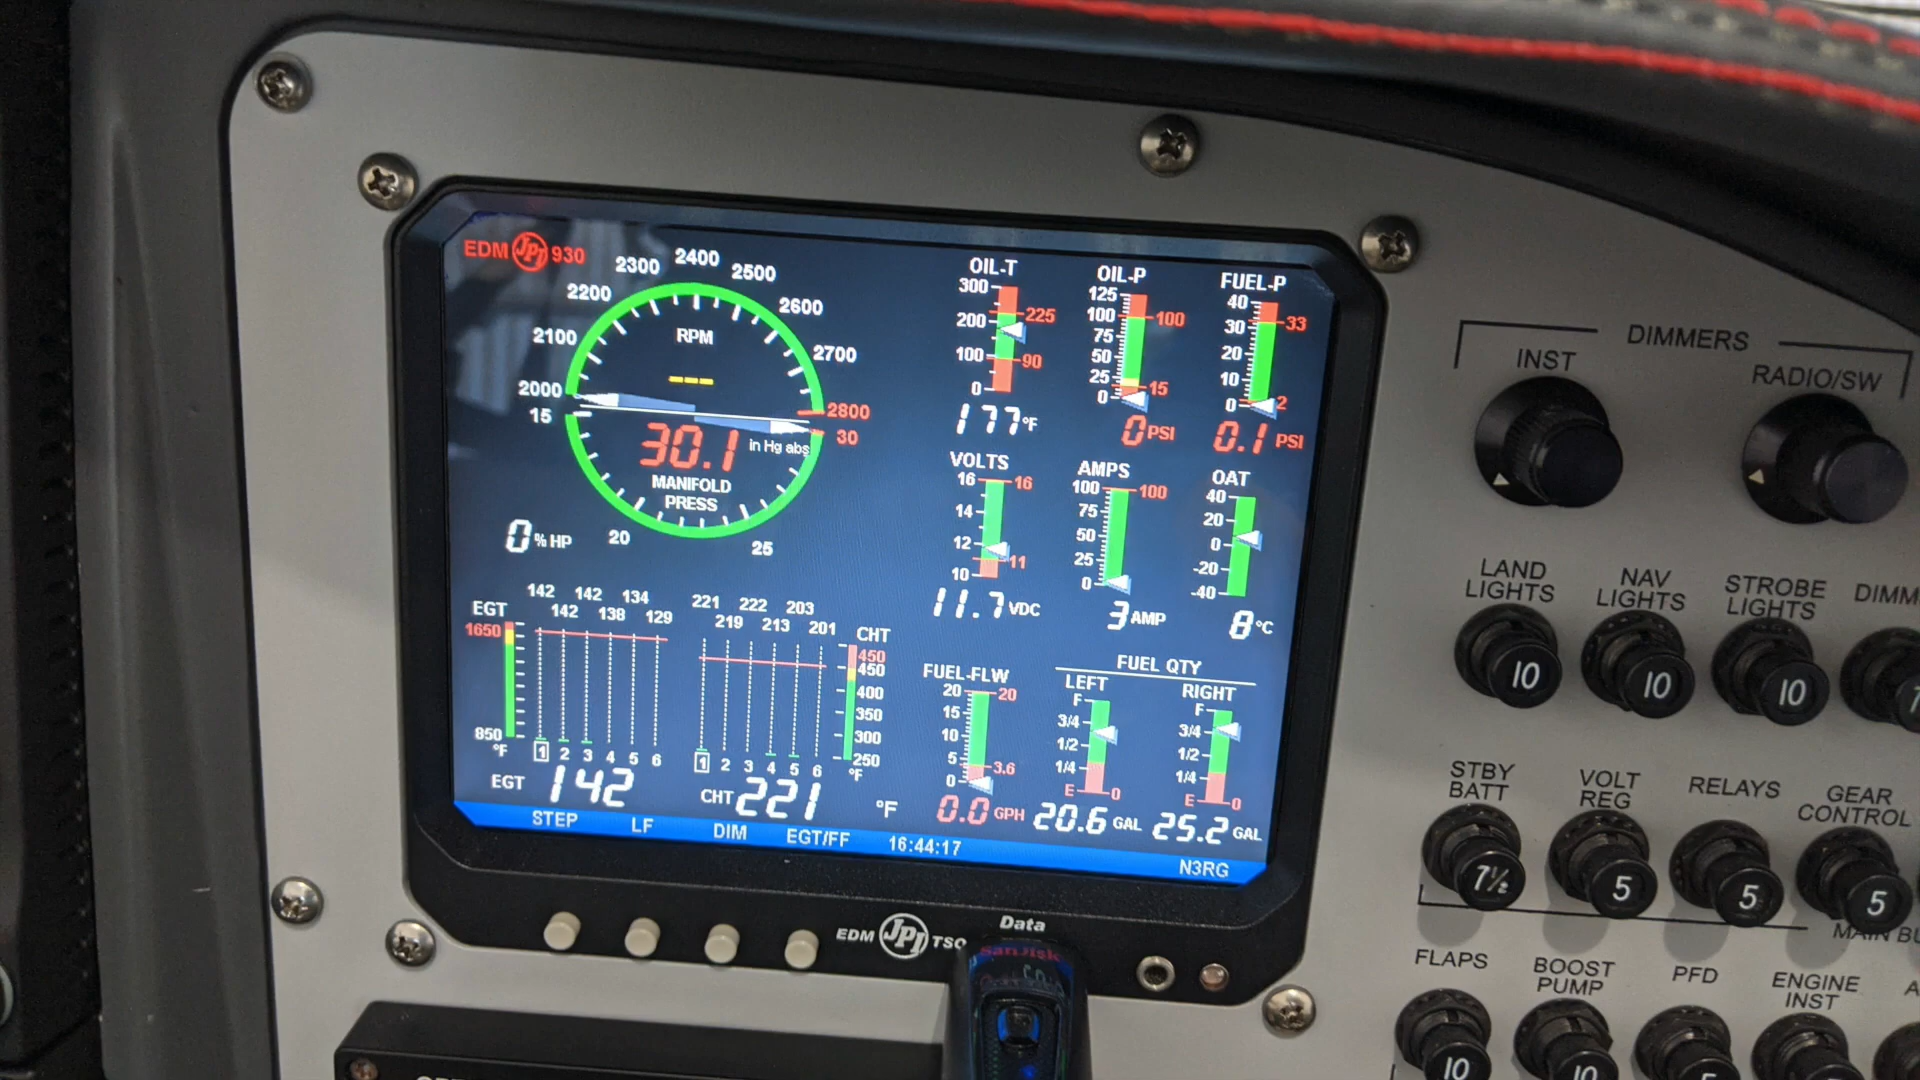 EDM JPI 930
2400
2300
2500
2200
2600
2100
2700
RPM
---
2000
2800
15
30
30.1 in Hg abs
MANIFOLD
PRESS
20
25
0 % HP
OIL-T
300
225
200
100
90
0
177 °F
OIL-P
125
100
100
75
50
25
15
0
0 PSI
FUEL-P
40
33
30
20
10
2
0
0.1 PSI
VOLTS
16
16
14
12
11
10
11.7 VDC
AMPS
100
100
75
50
25
0
3 AMP
OAT
40
20
0
-20
-40
8 °C
EGT
142 142 134
142 138 129
1650
850
°F
1 2 3 4 5 6
EGT 142
221 222 203
219 213 201
CHT
450
450
400
350
300
250
°F
1 2 3 4 5 6
CHT 221 °F
FUEL-FLW
20
20
15
10
5
3.6
0
0.0 GPH
FUEL QTY
LEFT
F
3/4
1/2
1/4
E
0
20.6 GAL
RIGHT
F
3/4
1/2
1/4
E
0
25.2 GAL
STEP LF DIM EGT/FF 16:44:17 N3RG
EDM JPI TSO
Data
SanDisk
DIMMERS
INST
RADIO/SW
LAND
LIGHTS
NAV
LIGHTS
STROBE
LIGHTS
DIMM
10 10 10
STBY
BATT
VOLT
REG
RELAYS
GEAR
CONTROL
7½ 5 5 5
MAIN BU
FLAPS
BOOST
PUMP
PFD
ENGINE
INST
10 10